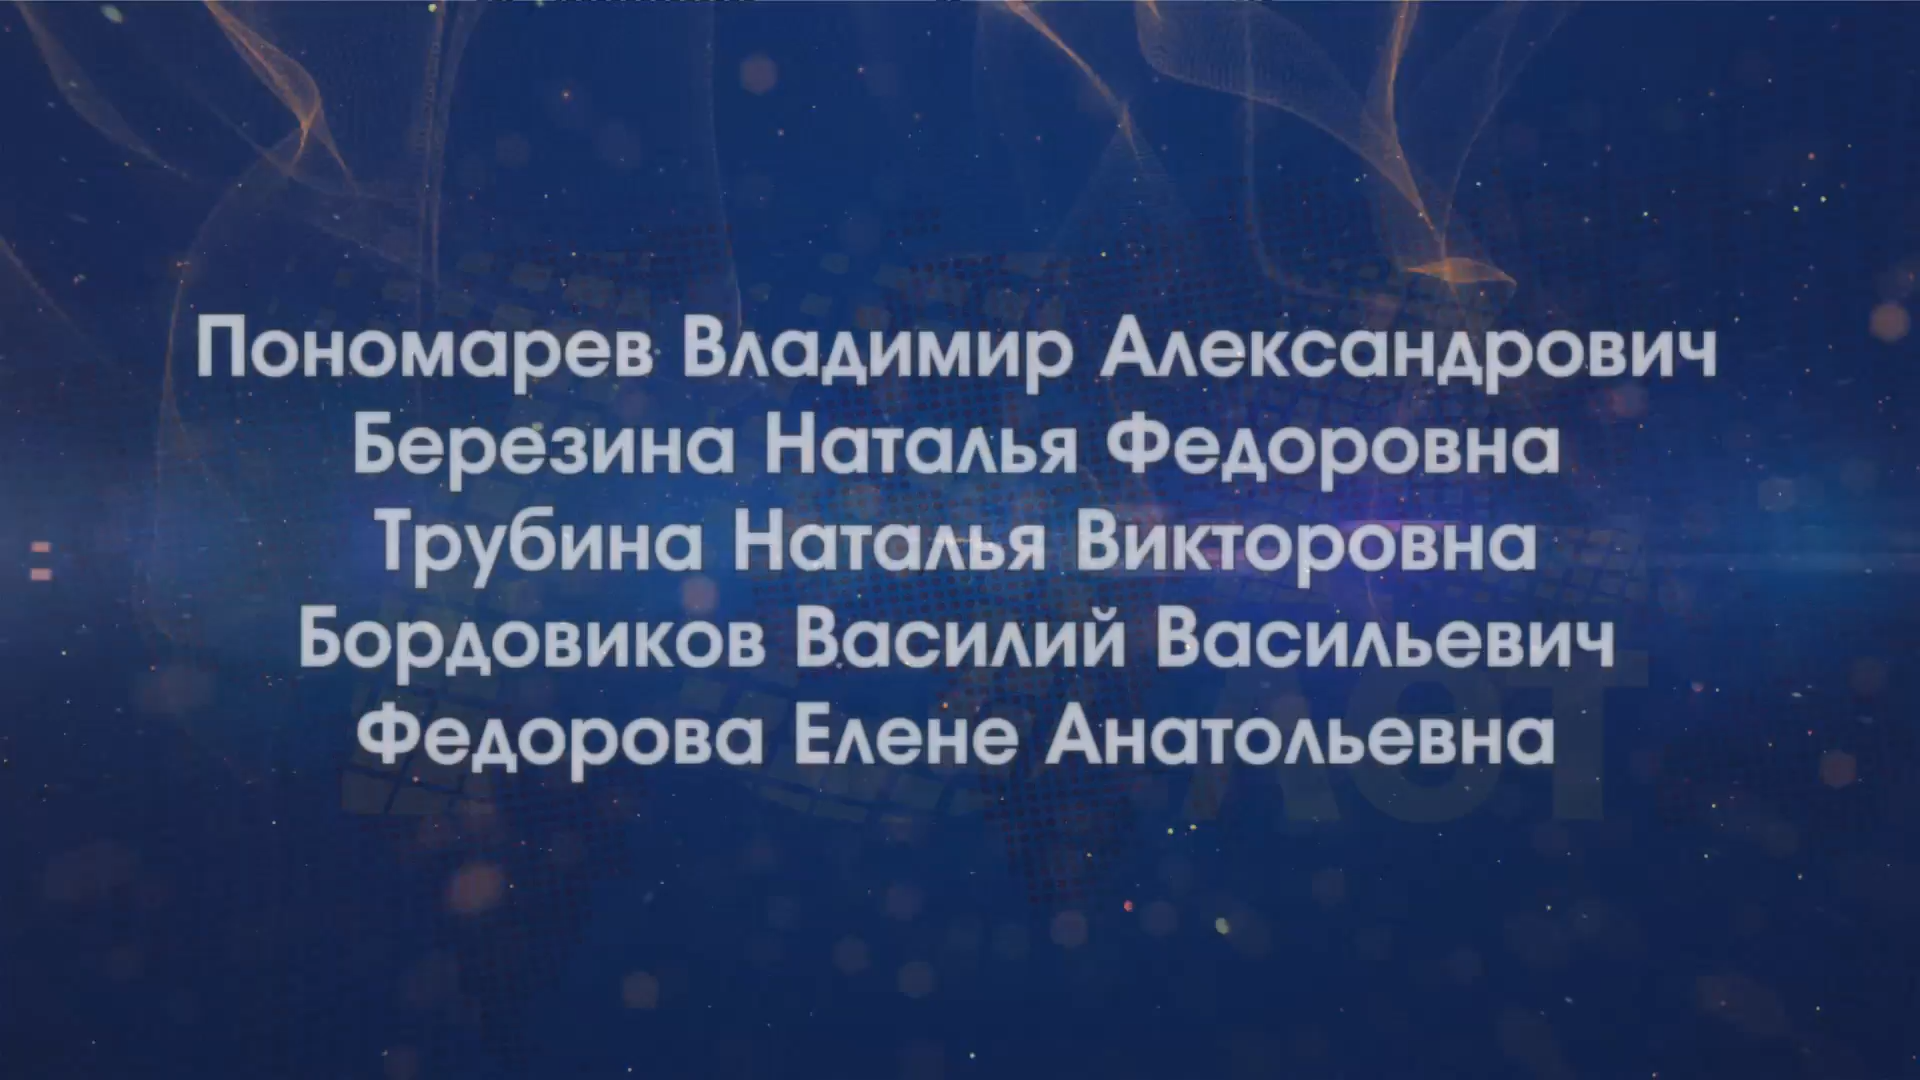 Пономарев Владимир Александрович
Березина Наталья Федоровна
Трубина Наталья Викторовна
Бордовиков Василий Васильевич
Федорова Елене Анатольевна